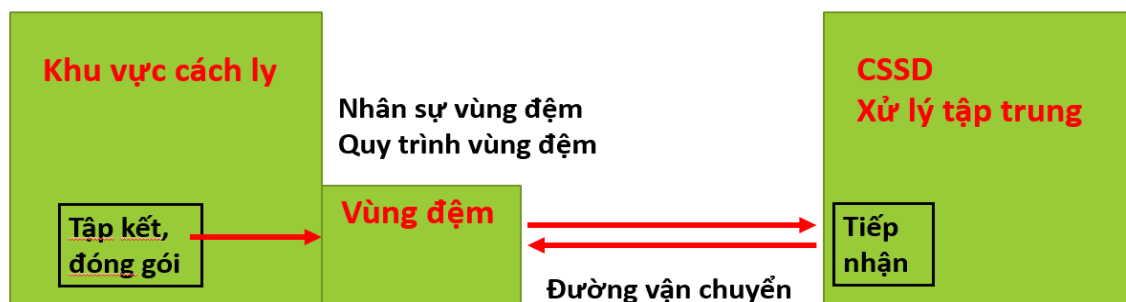 Khu vực cách ly
Tập kết,
đóng gói
Nhân sự vùng đệm
Quy trình vùng đệm
Vùng đệm
Đường vận chuyển
CSSD
Xử lý tập trung
Tiếp
nhận